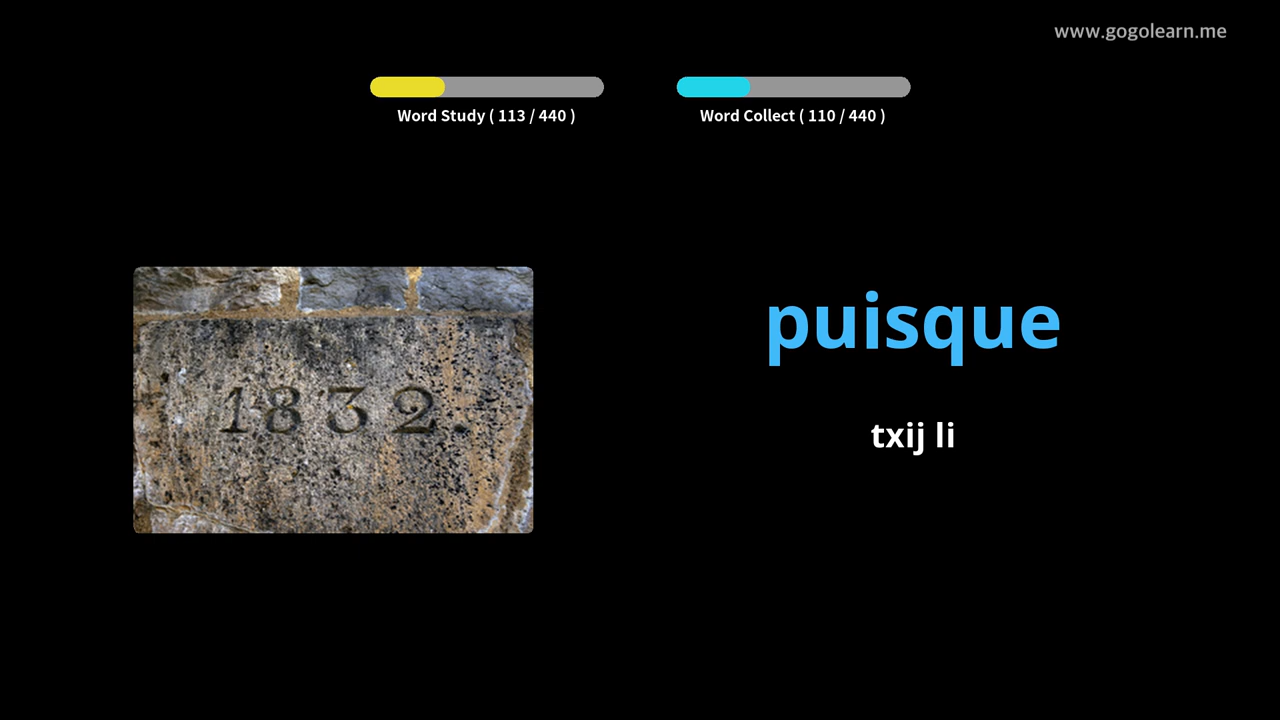 www.gogolearn.me
Word Study ( 113 / 440 )
Word Collect ( 110 / 440 )
1832.
puisque
txij li